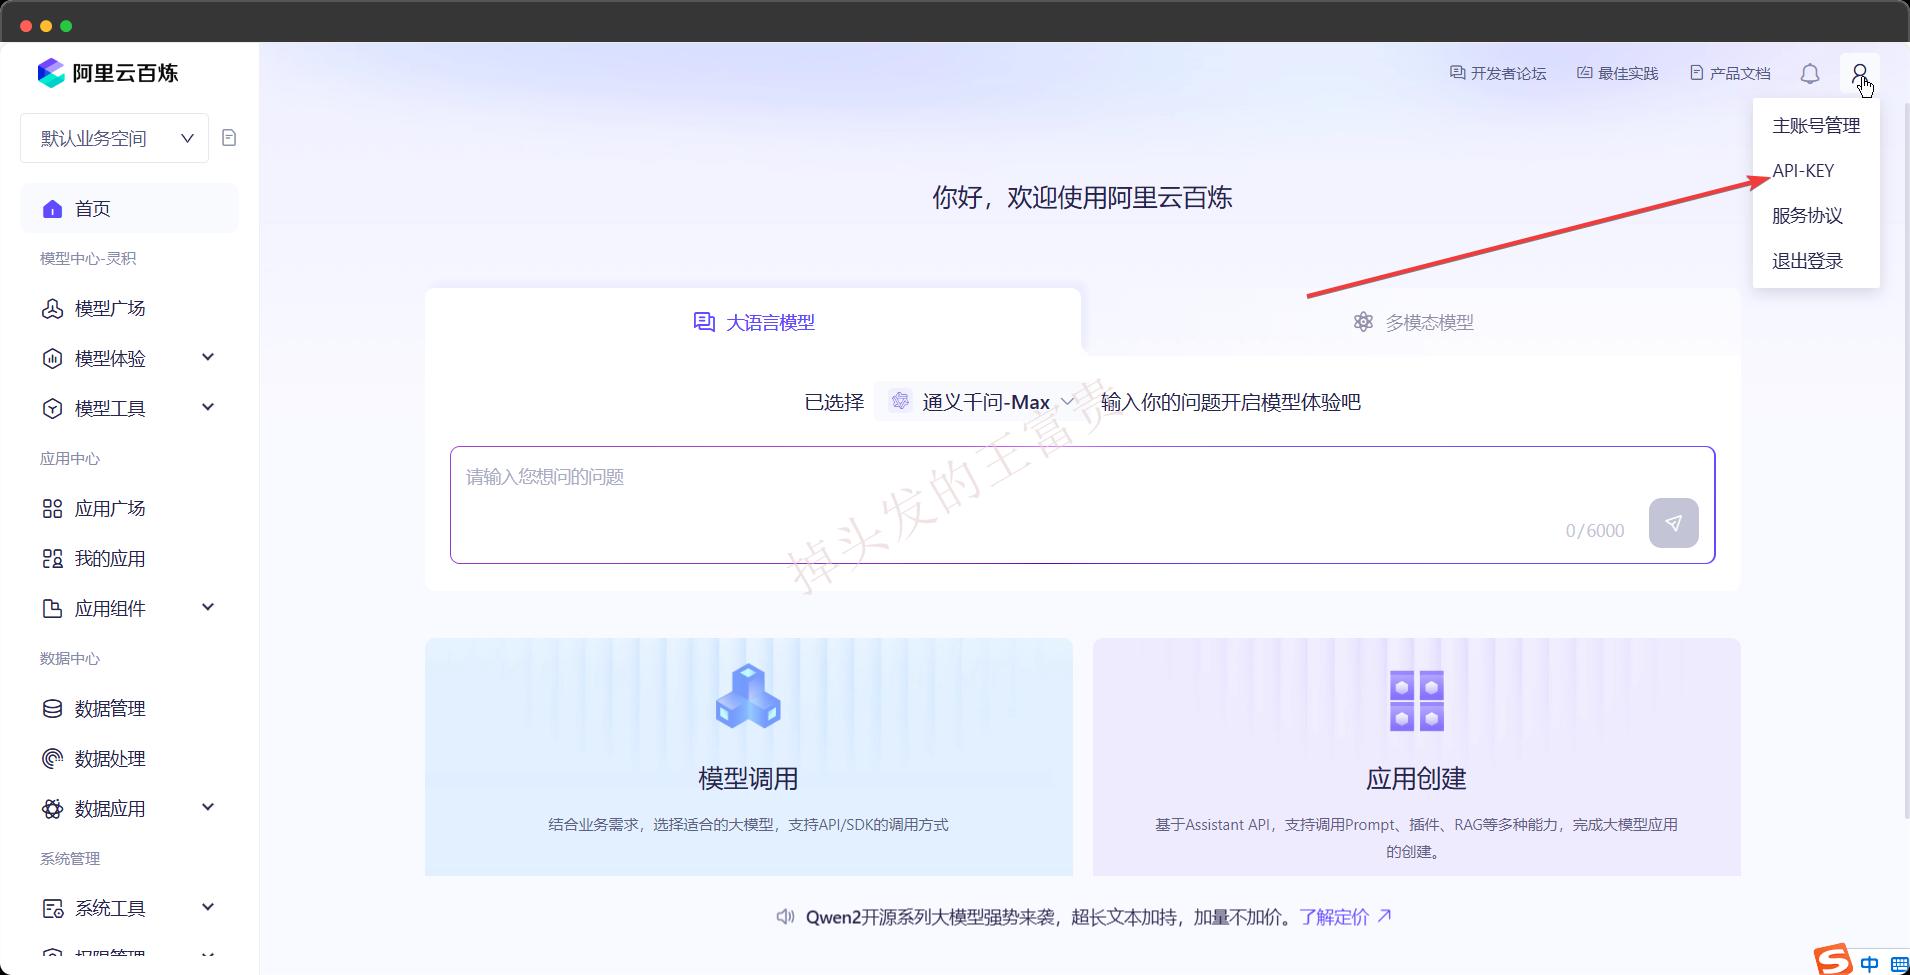 阿里云百炼
开发者论坛
最佳实践
产品文档
默认业务空间
主账号管理
API-KEY
服务协议
退出登录
首页
模型中心-灵积
模型广场
模型体验
模型工具
应用中心
应用广场
我的应用
应用组件
数据中心
数据管理
数据处理
数据应用
系统管理
系统工具
权限管理
你好，欢迎使用阿里云百炼
大语言模型
多模态模型
已选择 通义千问-Max 输入你的问题开启模型体验吧
请输入您想问的问题
0/6000
掉头发的王富贵
模型调用
结合业务需求，选择适合的大模型，支持API/SDK的调用方式
应用创建
基于Assistant API，支持调用Prompt、插件、RAG等多种能力，完成大模型应用
的创建。
Qwen2开源系列大模型强势来袭，超长文本加持，加量不加价。了解定价
中